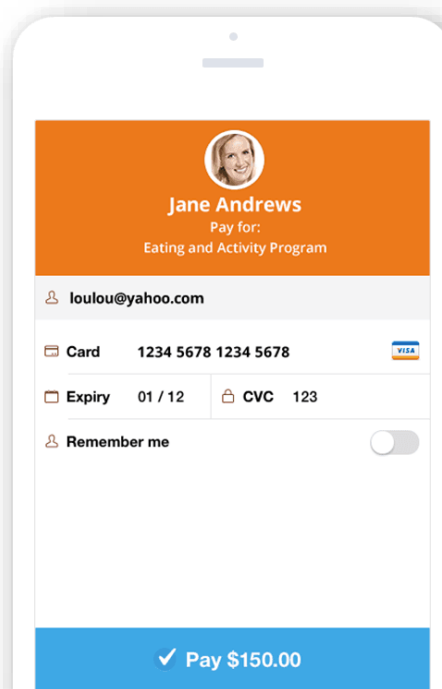 Jane Andrews
Pay for:
Eating and Activity Program
loulou@yahoo.com
Card 1234 5678 1234 5678 VISA
Expiry 01 / 12 CVC 123
Remember me
Pay $150.00